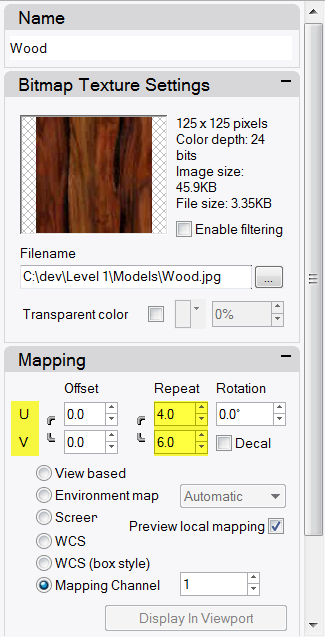 Name
Wood
Bitmap Texture Settings
125 x 125 pixels
Color depth: 24
bits
Image size:
45.9KB
File size: 3.35KB
Enable filtering
Filename
C:\dev\Level 1\Models\Wood.jpg
...
Transparent color
0%
Mapping
Offset Repeat Rotation
U 0.0 4.0 0.0°
V 0.0 6.0 Decal
View based
Environment map Automatic
Screer
Preview local mapping
WCS
WCS (box style)
Mapping Channel 1
Display In Viewport